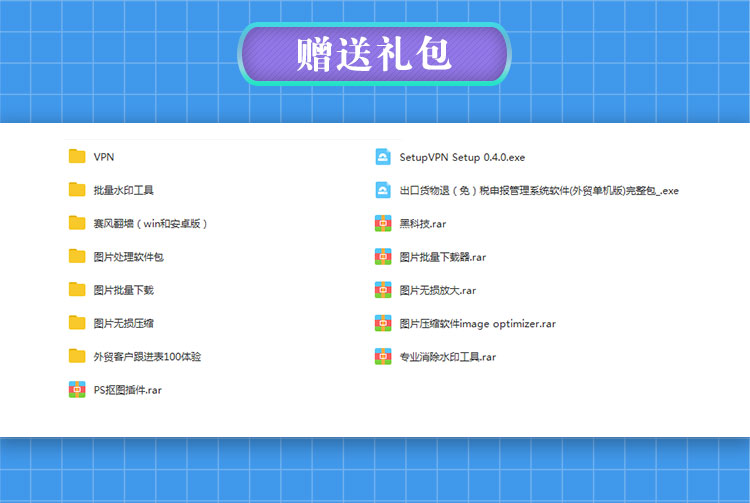 赠送礼包
VPN
批量水印工具
赛风翻墙（win和安卓版）
图片处理软件包
图片批量下载
图片无损压缩
外贸客户跟进表100体验
PS抠图插件.rar
SetupVPN Setup 0.4.0.exe
出口货物退（免）税申报管理系统软件(外贸单机版)完整包_.exe
黑科技.rar
图片批量下载器.rar
图片无损放大.rar
图片压缩软件image optimizer.rar
专业消除水印工具.rar